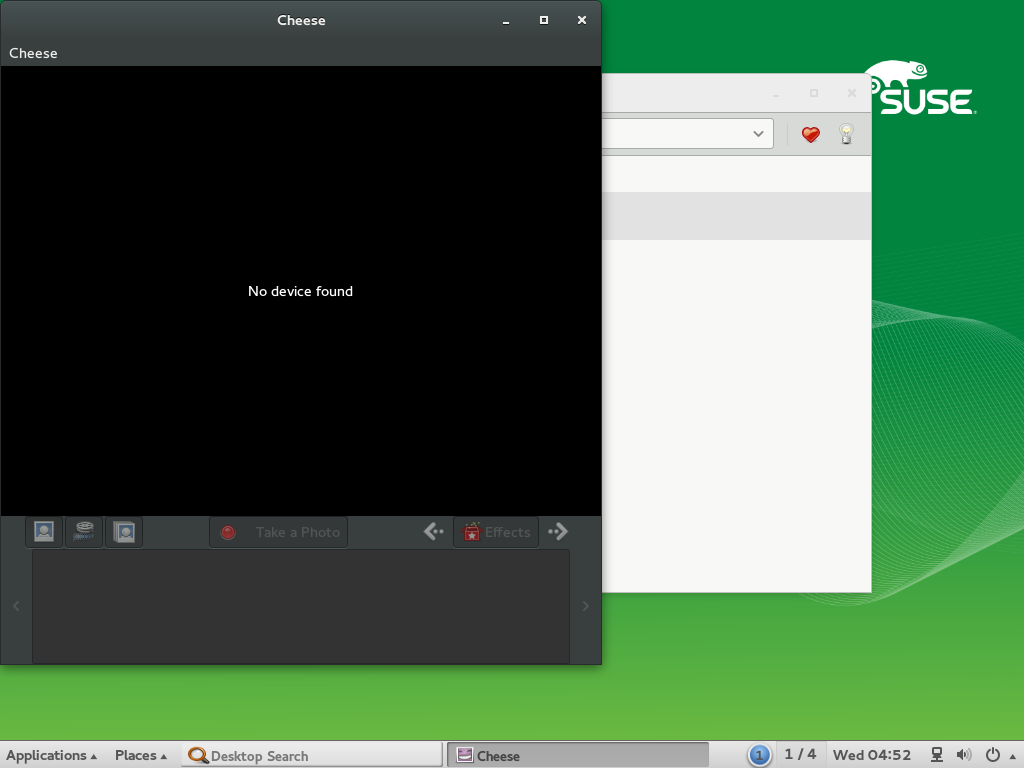 Cheese
Cheese
SUSE
No device found
Take a Photo
Effects
Applications
Places
Desktop Search
Cheese
1
1 / 4
Wed 04:52